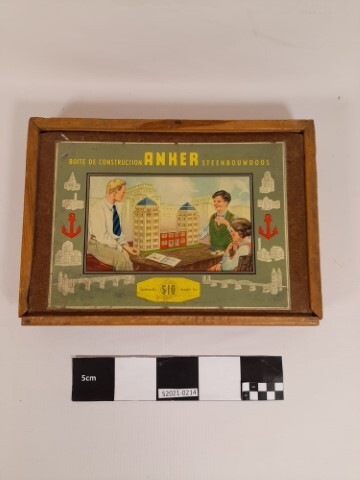 BOITE DE CONSTRUCTION ANKER STEENBOUWDOOS
510
5cm
S2021-0214